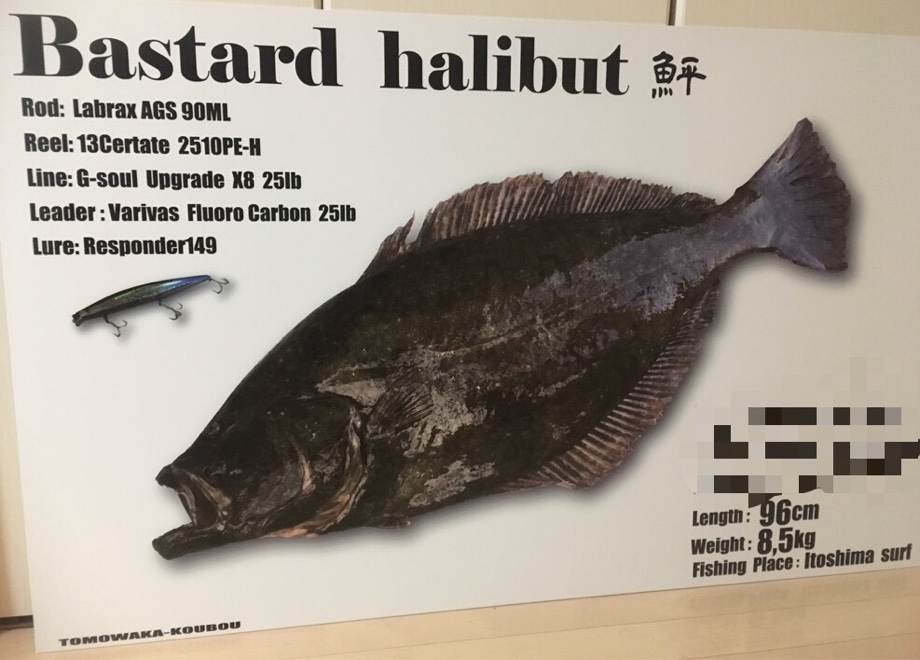 Bastard halibut 鮃
Rod: Labrax AGS 90ML
Reel: 13Certate 2510PE-H
Line: G-soul Upgrade X8 25lb
Leader : Varivas Fluoro Carbon 25lb
Lure: Responder149
Length : 96cm
Weight : 8,5kg
Fishing Place : Itoshima surf
TOMOWAKA-KOUBOU